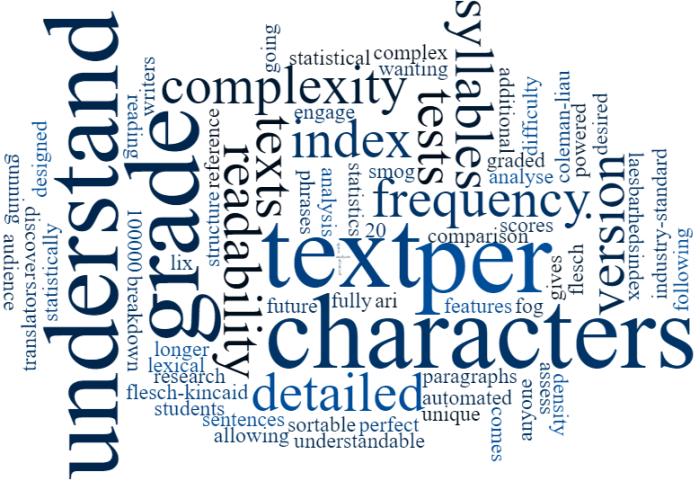 understand
grade
characters
text
per
complexity
syllables
index
frequency
detailed
readability
version
texts
tests
going
statistical
complex
wanting
engage
writers
reading
reference
structure
designed
gunning
audience
discovers
translators
statistically
100000
breakdown
lix
smog
statistics
phrases
analysis
20
additional
difficulty
graded
analyse
coleman-liau
powered
desired
laesbarhedsindex
industry-standard
following
scores
comparison
gives
flesch
future
fully
ari
features
fog
longer
lexical
research
flesch-kincaid
students
sentences
allowing
sortable
perfect
understandable
paragraphs
automated
unique
comes
anyone
assess
density